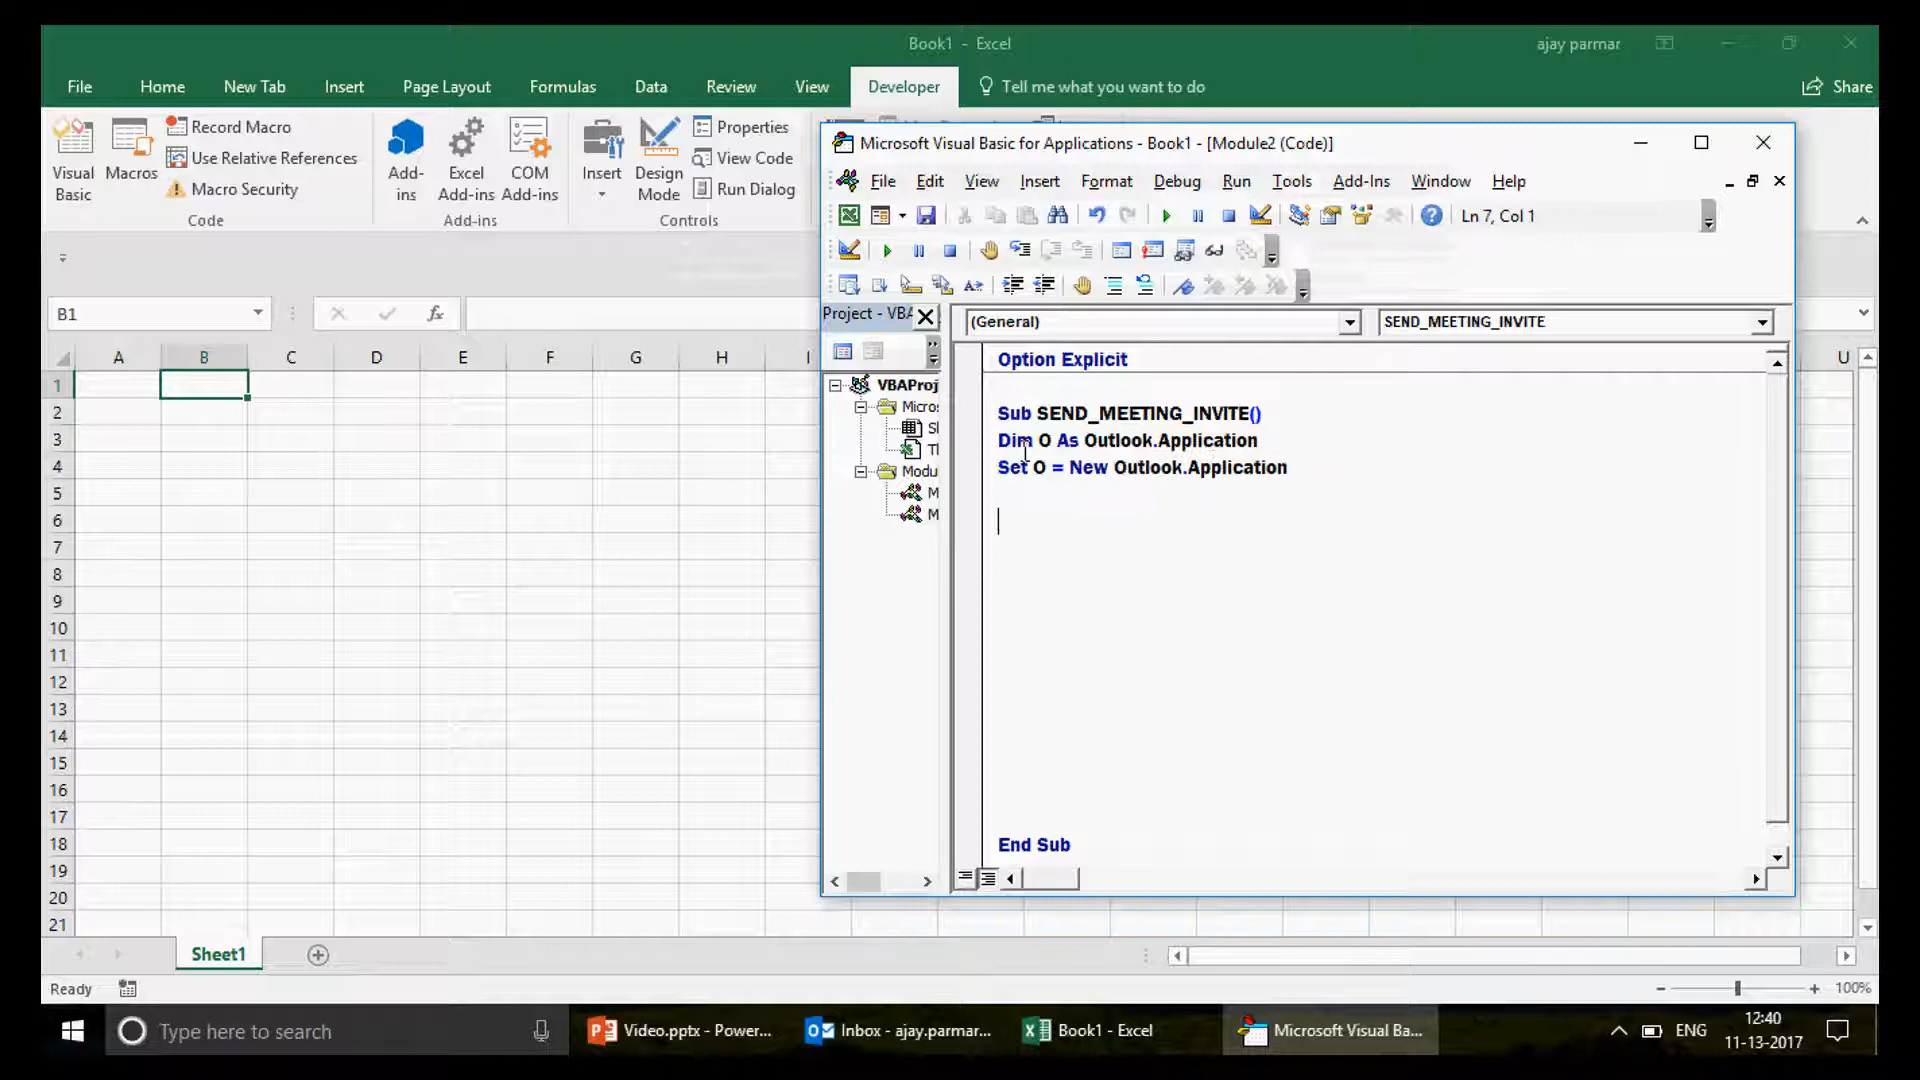 Book1 - Excel
ajay parmar
File Home New Tab Insert Page Layout Formulas Data Review View Developer Tell me what you want to do
Share
Visual Basic
Macros
Record Macro
Use Relative References
Macro Security
Code
Add-ins
Excel Add-ins
COM Add-ins
Add-ins
Insert
Design Mode
Properties
View Code
Run Dialog
Controls
B1
fx
A B C D E F G H I U
1
2
3
4
5
6
7
8
9
10
11
12
13
14
15
16
17
18
19
20
21
Microsoft Visual Basic for Applications - Book1 - [Module2 (Code)]
File Edit View Insert Format Debug Run Tools Add-Ins Window Help
Ln 7, Col 1
Project - VBA
(General)
SEND_MEETING_INVITE
VBAProj
Micros
Sl
Tl
Modu
M
M
Option Explicit
Sub SEND_MEETING_INVITE()
Dim O As Outlook.Application
Set O = New Outlook.Application
End Sub
Sheet1
Ready
100%
Type here to search
Video.pptx - Power...
Inbox - ajay.parmar...
Book1 - Excel
Microsoft Visual Ba...
ENG
12:40
11-13-2017